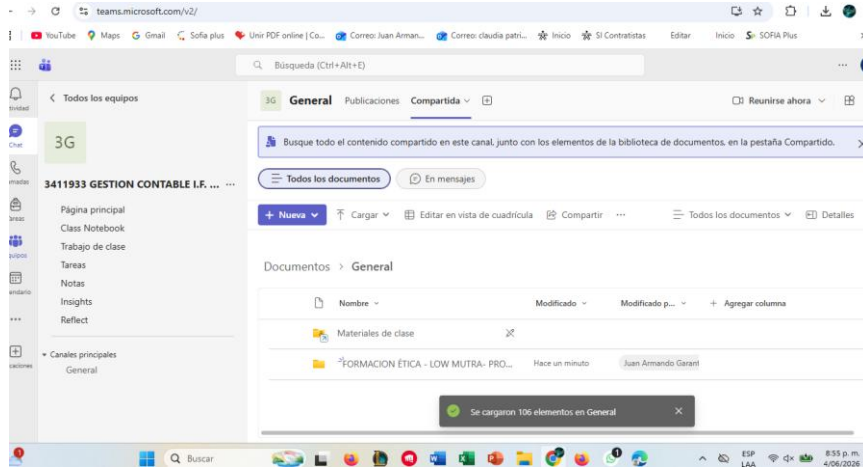 teams.microsoft.com/v2/
YouTube Maps Gmail Sofia plus Unir PDF online | Co... Correo: Juan Arman... Correo: claudia patri... Inicio SI Contratistas Editar Inicio SOFIA Plus
Búsqueda (Ctrl+Alt+E)
Todos los equipos
3G General Publicaciones Compartida Reunirse ahora
Chat
3G
Busque todo el contenido compartido en este canal, junto con los elementos de la biblioteca de documentos, en la pestaña Compartido.
Todos los documentos En mensajes
3411933 GESTION CONTABLE I.F. ... ...
Página principal
Class Notebook
Trabajo de clase
Tareas
Notas
Insights
Reflect
Canales principales
General
+ Nueva Cargar Editar en vista de cuadrícula Compartir ... Todos los documentos Detalles
Documentos > General
Nombre Modificado Modificado p... + Agregar columna
Materiales de clase
FORMACION ÉTICA - LOW MUTRA- PRO... Hace un minuto Juan Armando Garant
Se cargaron 106 elementos en General
Buscar
ESP
LAA
8:55 p. m.
4/06/2026